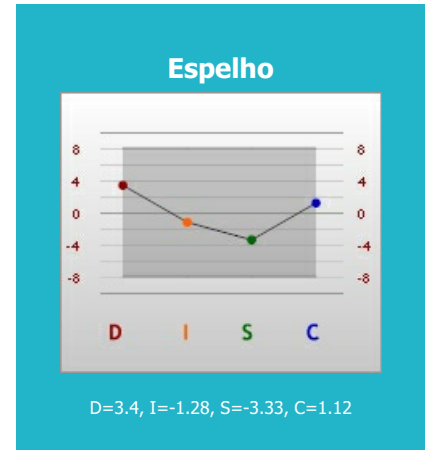 Espelho
8 8
4 4
0 0
-4 -4
-8 -8
D I S C
D=3.4, I=-1.28, S=-3.33, C=1.12